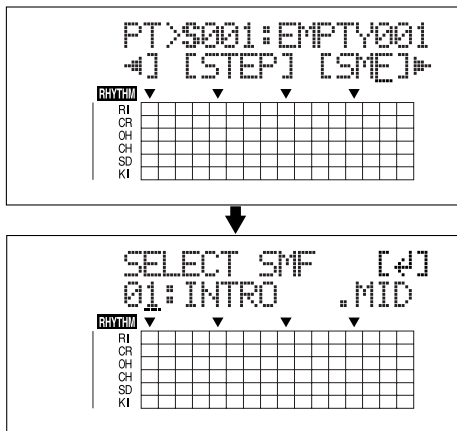 PT>S001:EMPTY001
◄] [STEP] [SME]►
RHYTHM
RI
CR
OH
CH
SD
KI
SELECT SMF [↲]
01:INTRO .MID
RHYTHM
RI
CR
OH
CH
SD
KI